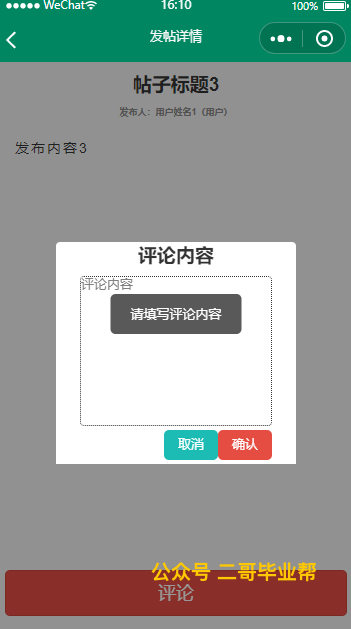 ●●●●● WeChat 16:10 100%
发帖详情
帖子标题3
发布人：用户姓名1（用户）
发布内容3
评论内容
评论内容
请填写评论内容
取消 确认
公众号 二哥毕业帮
评论